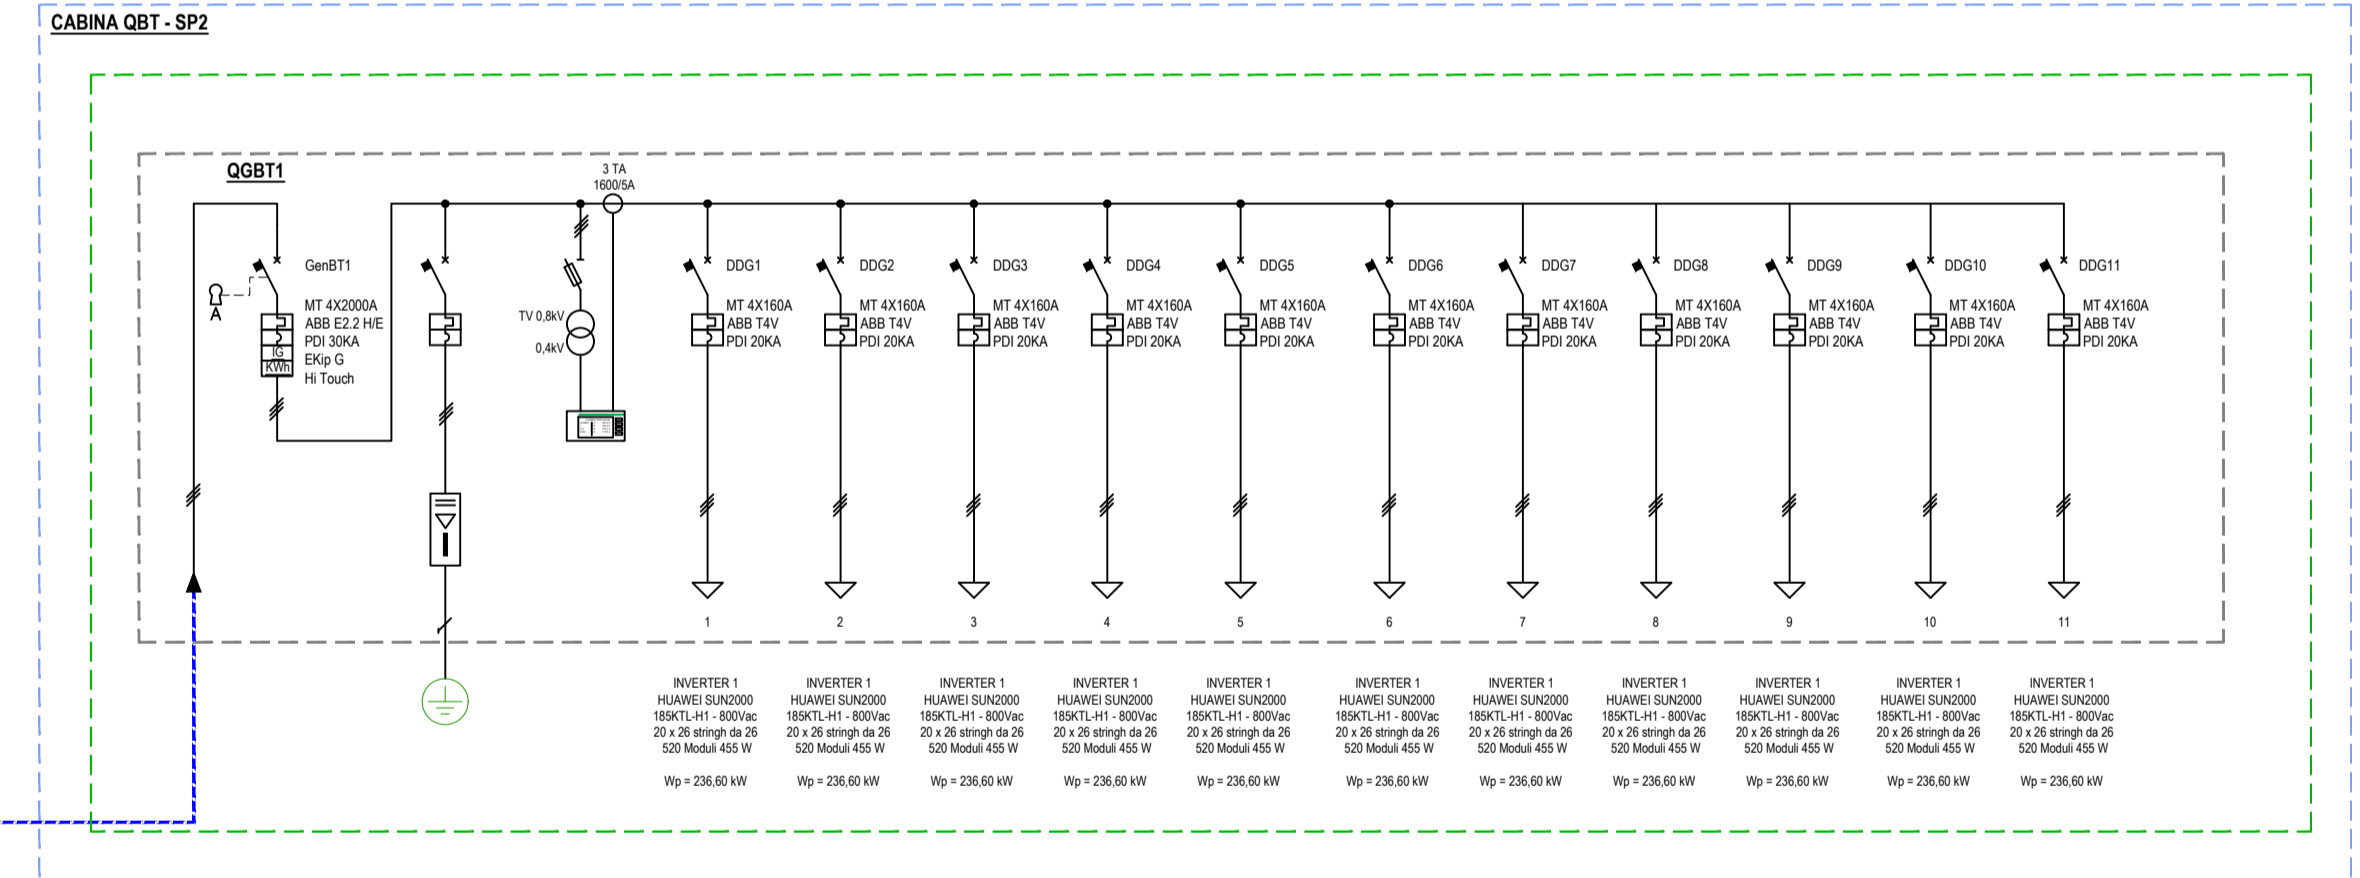 CABINA QBT - SP2
QGBT1
3 TA
1600/5A
GenBT1
MT 4X2000A
ABB E2.2 H/E
PDI 30KA
EKip G
Hi Touch
IG
KWh
A
TV 0,8kV
0,4kV
DDG1
MT 4X160A
ABB T4V
PDI 20KA
DDG2
MT 4X160A
ABB T4V
PDI 20KA
DDG3
MT 4X160A
ABB T4V
PDI 20KA
DDG4
MT 4X160A
ABB T4V
PDI 20KA
DDG5
MT 4X160A
ABB T4V
PDI 20KA
DDG6
MT 4X160A
ABB T4V
PDI 20KA
DDG7
MT 4X160A
ABB T4V
PDI 20KA
DDG8
MT 4X160A
ABB T4V
PDI 20KA
DDG9
MT 4X160A
ABB T4V
PDI 20KA
DDG10
MT 4X160A
ABB T4V
PDI 20KA
DDG11
MT 4X160A
ABB T4V
PDI 20KA
1
2
3
4
5
6
7
8
9
10
11
INVERTER 1
HUAWEI SUN2000
185KTL-H1 - 800Vac
20 x 26 stringh da 26
520 Moduli 455 W
Wp = 236,60 kW
INVERTER 1
HUAWEI SUN2000
185KTL-H1 - 800Vac
20 x 26 stringh da 26
520 Moduli 455 W
Wp = 236,60 kW
INVERTER 1
HUAWEI SUN2000
185KTL-H1 - 800Vac
20 x 26 stringh da 26
520 Moduli 455 W
Wp = 236,60 kW
INVERTER 1
HUAWEI SUN2000
185KTL-H1 - 800Vac
20 x 26 stringh da 26
520 Moduli 455 W
Wp = 236,60 kW
INVERTER 1
HUAWEI SUN2000
185KTL-H1 - 800Vac
20 x 26 stringh da 26
520 Moduli 455 W
Wp = 236,60 kW
INVERTER 1
HUAWEI SUN2000
185KTL-H1 - 800Vac
20 x 26 stringh da 26
520 Moduli 455 W
Wp = 236,60 kW
INVERTER 1
HUAWEI SUN2000
185KTL-H1 - 800Vac
20 x 26 stringh da 26
520 Moduli 455 W
Wp = 236,60 kW
INVERTER 1
HUAWEI SUN2000
185KTL-H1 - 800Vac
20 x 26 stringh da 26
520 Moduli 455 W
Wp = 236,60 kW
INVERTER 1
HUAWEI SUN2000
185KTL-H1 - 800Vac
20 x 26 stringh da 26
520 Moduli 455 W
Wp = 236,60 kW
INVERTER 1
HUAWEI SUN2000
185KTL-H1 - 800Vac
20 x 26 stringh da 26
520 Moduli 455 W
Wp = 236,60 kW
INVERTER 1
HUAWEI SUN2000
185KTL-H1 - 800Vac
20 x 26 stringh da 26
520 Moduli 455 W
Wp = 236,60 kW